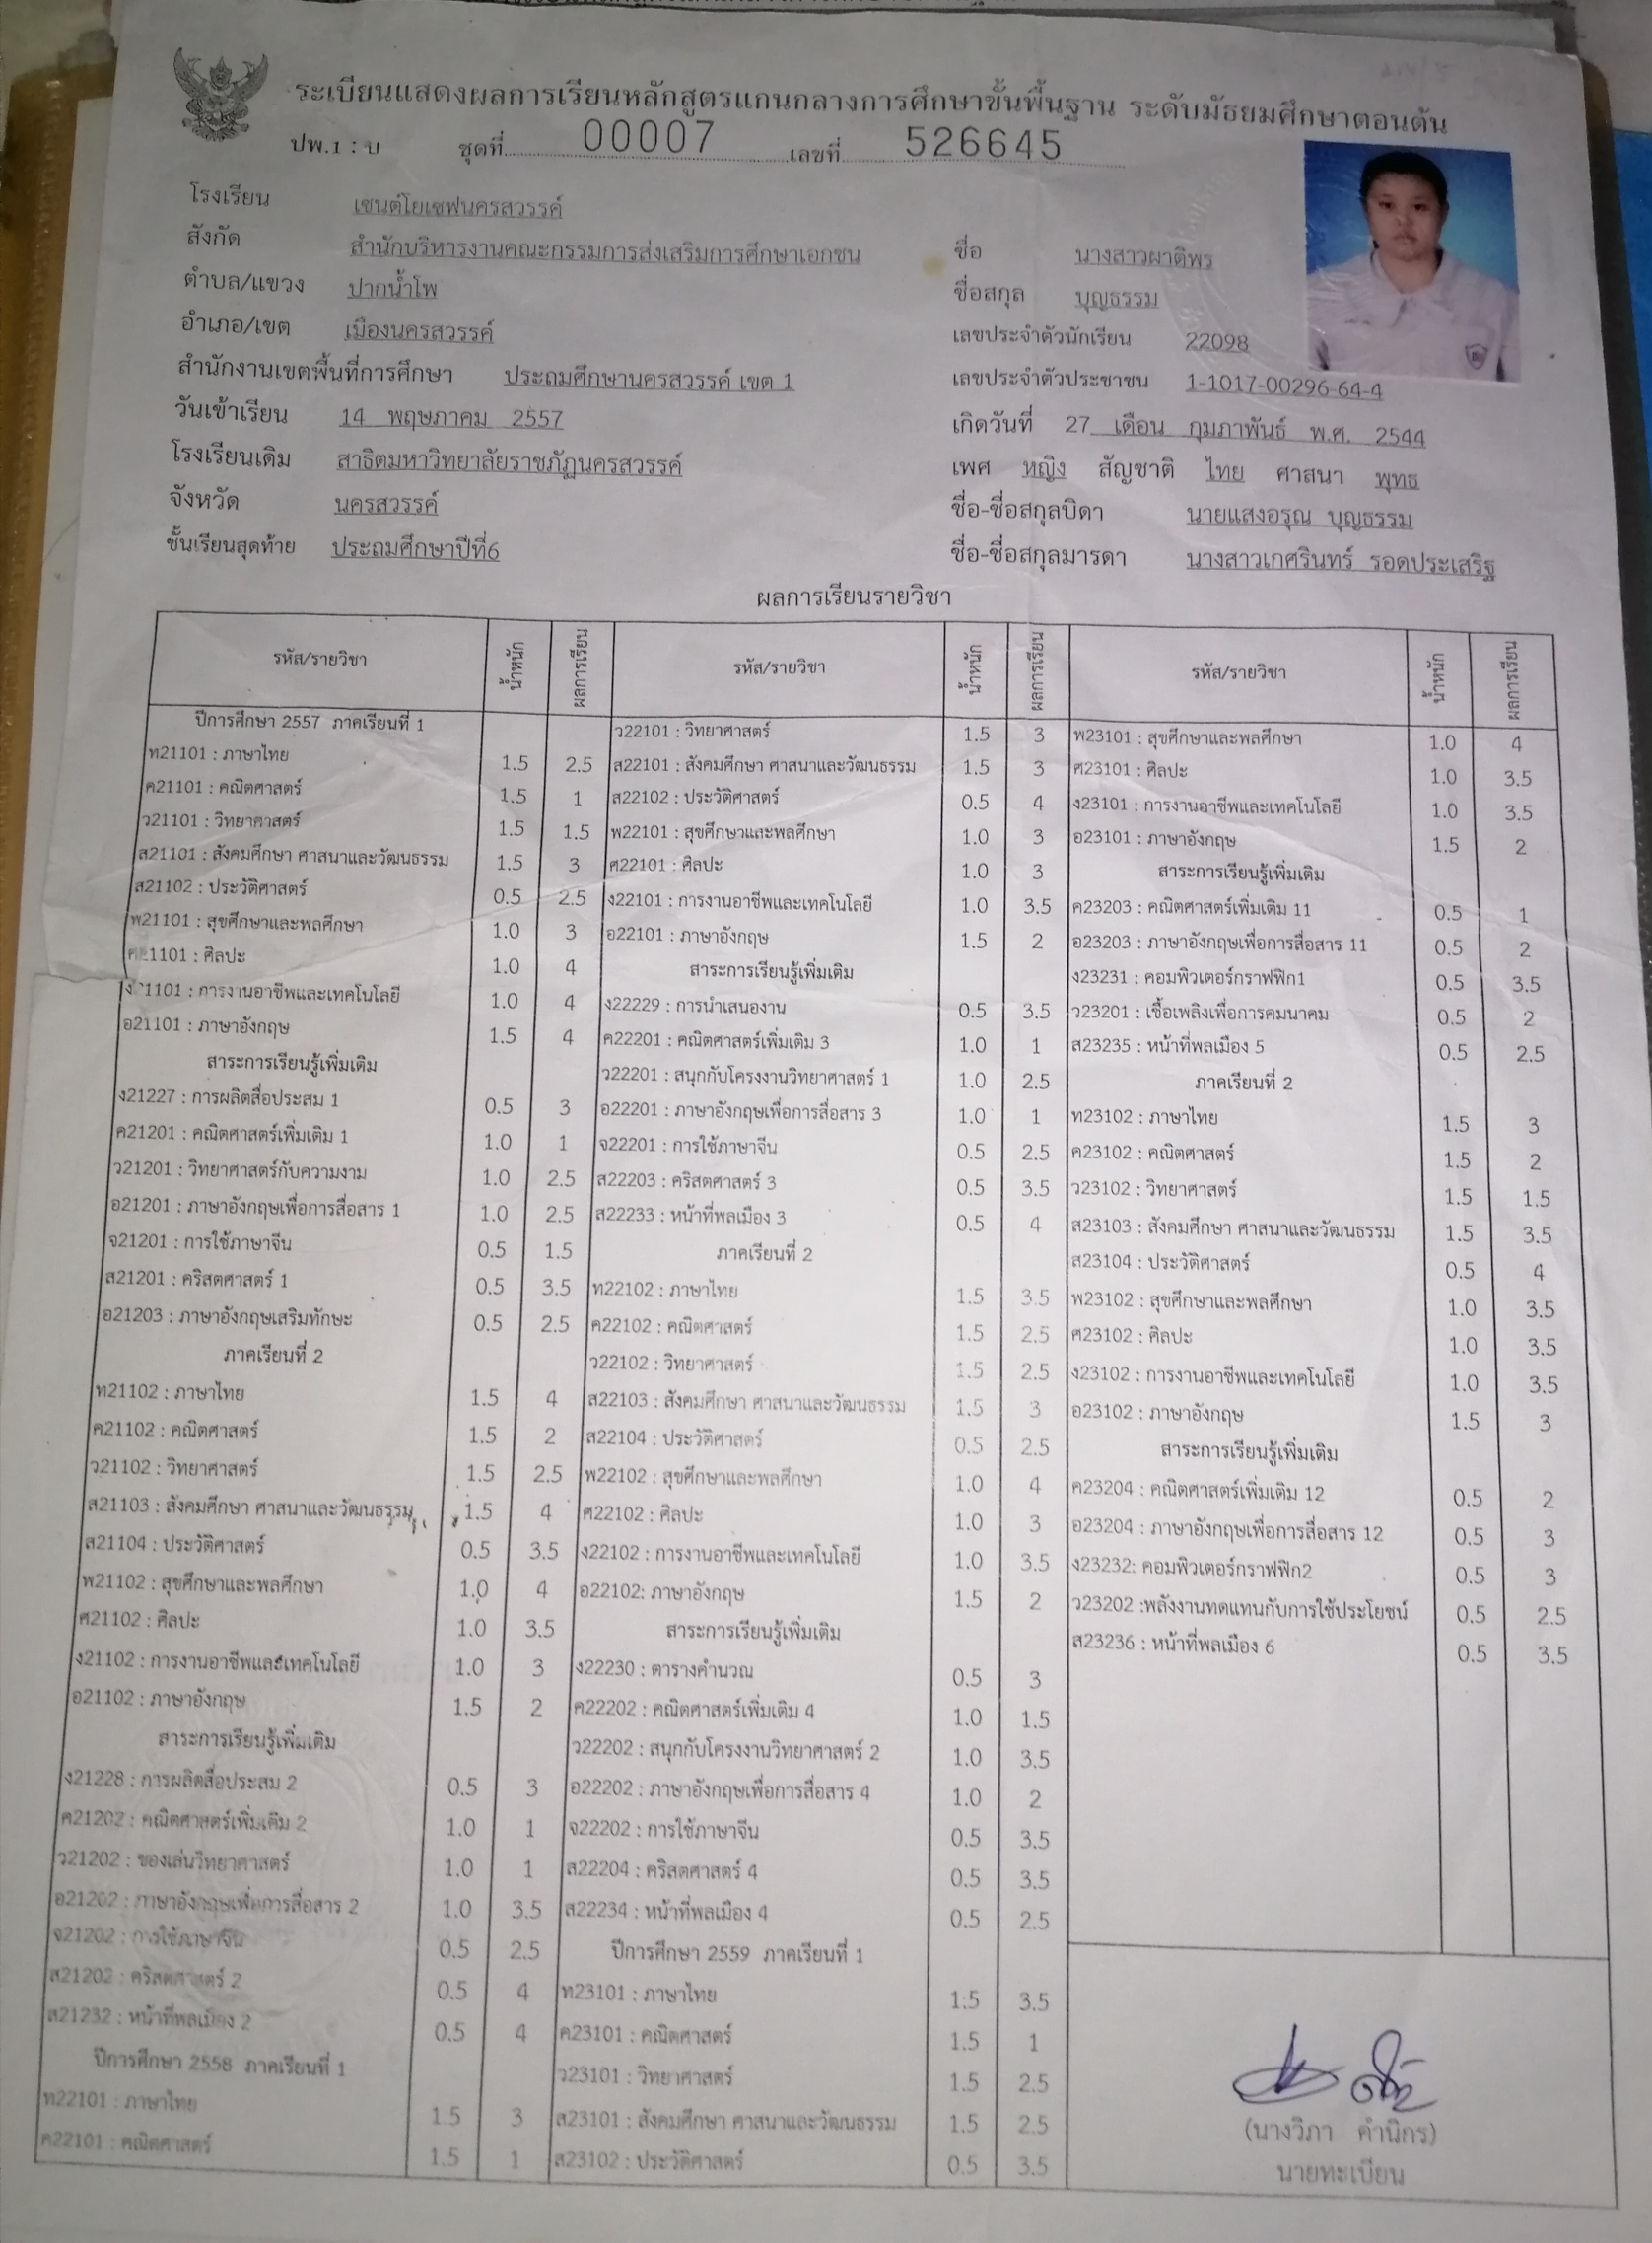 ระเบียนแสดงผลการเรียนหลักสูตรแกนกลางการศึกษาขั้นพื้นฐาน ระดับมัธยมศึกษาตอนต้น
ปพ.1 : บ ชุดที่ 00007 เลขที่ 526645
โรงเรียน เซนต์โยเซฟนครสวรรค์
สังกัด สำนักบริหารงานคณะกรรมการส่งเสริมการศึกษาเอกชน
ตำบล/แขวง ปากน้ำโพ
อำเภอ/เขต เมืองนครสวรรค์
สำนักงานเขตพื้นที่การศึกษา ประถมศึกษานครสวรรค์ เขต 1
วันเข้าเรียน 14 พฤษภาคม 2557
โรงเรียนเดิม สาธิตมหาวิทยาลัยราชภัฏนครสวรรค์
จังหวัด นครสวรรค์
ชั้นเรียนสุดท้าย ประถมศึกษาปีที่6
ชื่อ นางสาวผาติพร
ชื่อสกุล บุญธรรม
เลขประจำตัวนักเรียน 22098
เลขประจำตัวประชาชน 1-1017-00296-64-4
เกิดวันที่ 27 เดือน กุมภาพันธ์ พ.ศ. 2544
เพศ หญิง สัญชาติ ไทย ศาสนา พุทธ
ชื่อ-ชื่อสกุลบิดา นายแสงอรุณ บุญธรรม
ชื่อ-ชื่อสกุลมารดา นางสาวเกศรินทร์ รอดประเสริฐ
ผลการเรียนรายวิชา
รหัส/รายวิชา น้ำหนัก ผลการเรียน รหัส/รายวิชา น้ำหนัก ผลการเรียน รหัส/รายวิชา น้ำหนัก ผลการเรียน
ปีการศึกษา 2557 ภาคเรียนที่ 1
ท21101 : ภาษาไทย 1.5 2.5
ค21101 : คณิตศาสตร์ 1.5 1
ว21101 : วิทยาศาสตร์ 1.5 1.5
ส21101 : สังคมศึกษา ศาสนาและวัฒนธรรม 1.5 3
ส21102 : ประวัติศาสตร์ 0.5 2.5
พ21101 : สุขศึกษาและพลศึกษา 1.0 3
1101 : ศิลปะ 1.0 4
1101 : การงานอาชีพและเทคโนโลยี 1.0 4
อ21101 : ภาษาอังกฤษ 1.5 4
สาระการเรียนรู้เพิ่มเติม
ง21227 : การผลิตสื่อประสม 1 0.5 3
ค21201 : คณิตศาสตร์เพิ่มเติม 1 1.0 1
ว21201 : วิทยาศาสตร์กับความงาม 1.0 2.5
อ21201 : ภาษาอังกฤษเพื่อการสื่อสาร 1 1.0 2.5
จ21201 : การใช้ภาษาจีน 0.5 1.5
ส21201 : คริสตศาสตร์ 1 0.5 3.5
อ21203 : ภาษาอังกฤษเสริมทักษะ 0.5 2.5
ภาคเรียนที่ 2
ท21102 : ภาษาไทย 1.5 4
ค21102 : คณิตศาสตร์ 1.5 2
ว21102 : วิทยาศาสตร์ 1.5 2.5
ส21103 : สังคมศึกษา ศาสนาและวัฒนธรรม 1.5 4
ส21104 : ประวัติศาสตร์ 0.5 3.5
พ21102 : สุขศึกษาและพลศึกษา 1.0 4
ศ21102 : ศิลปะ 1.0 3.5
ง21102 : การงานอาชีพและเทคโนโลยี 1.0 3
อ21102 : ภาษาอังกฤษ 1.5 2
สาระการเรียนรู้เพิ่มเติม
ง21228 : การผลิตสื่อประสม 2 0.5 3
ค21202 : คณิตศาสตร์เพิ่มเติม 2 1.0 1
ว21202 : ของเล่นวิทยาศาสตร์ 1.0 1
อ21202 : ภาษาอังกฤษเพื่อการสื่อสาร 2 1.0 3.5
จ21202 : การใช้ภาษาจีน 0.5 2.5
ส21202 : คริสตศาสตร์ 2 0.5 4
ส21232 : หน้าที่พลเมือง 2 0.5 4
ปีการศึกษา 2558 ภาคเรียนที่ 1
ท22101 : ภาษาไทย 1.5 3
ค22101 : คณิตศาสตร์ 1.5 1
ว22101 : วิทยาศาสตร์ 1.5 3
ส22101 : สังคมศึกษา ศาสนาและวัฒนธรรม 1.5 3
ส22102 : ประวัติศาสตร์ 0.5 4
พ22101 : สุขศึกษาและพลศึกษา 1.0 3
ศ22101 : ศิลปะ 1.0 3
ง22101 : การงานอาชีพและเทคโนโลยี 1.0 3.5
อ22101 : ภาษาอังกฤษ 1.5 2
สาระการเรียนรู้เพิ่มเติม
ง22229 : การนำเสนองาน 0.5 3.5
ค22201 : คณิตศาสตร์เพิ่มเติม 3 1.0 1
ว22201 : สนุกกับโครงงานวิทยาศาสตร์ 1 1.0 2.5
อ22201 : ภาษาอังกฤษเพื่อการสื่อสาร 3 1.0 1
จ22201 : การใช้ภาษาจีน 0.5 2.5
ส22203 : คริสตศาสตร์ 3 0.5 3.5
ส22233 : หน้าที่พลเมือง 3 0.5 4
ภาคเรียนที่ 2
ท22102 : ภาษาไทย 1.5 3.5
ค22102 : คณิตศาสตร์ 1.5 2.5
ว22102 : วิทยาศาสตร์ 1.5 2.5
ส22103 : สังคมศึกษา ศาสนาและวัฒนธรรม 1.5 3
ส22104 : ประวัติศาสตร์ 0.5 2.5
พ22102 : สุขศึกษาและพลศึกษา 1.0 4
ศ22102 : ศิลปะ 1.0 3
ง22102 : การงานอาชีพและเทคโนโลยี 1.0 3.5
อ22102: ภาษาอังกฤษ 1.5 2
สาระการเรียนรู้เพิ่มเติม
ง22230 : ตารางคำนวณ 0.5 3
ค22202 : คณิตศาสตร์เพิ่มเติม 4 1.0 1.5
ว22202 : สนุกกับโครงงานวิทยาศาสตร์ 2 1.0 3.5
อ22202 : ภาษาอังกฤษเพื่อการสื่อสาร 4 1.0 2
จ22202 : การใช้ภาษาจีน 0.5 3.5
ส22204 : คริสตศาสตร์ 4 0.5 3.5
ส22234 : หน้าที่พลเมือง 4 0.5 2.5
ปีการศึกษา 2559 ภาคเรียนที่ 1
ท23101 : ภาษาไทย 1.5 3.5
ค23101 : คณิตศาสตร์ 1.5 1
ว23101 : วิทยาศาสตร์ 1.5 2.5
ส23101 : สังคมศึกษา ศาสนาและวัฒนธรรม 1.5 2.5
ส23102 : ประวัติศาสตร์ 0.5 3.5
พ23101 : สุขศึกษาและพลศึกษา 1.0 4
ศ23101 : ศิลปะ 1.0 3.5
ง23101 : การงานอาชีพและเทคโนโลยี 1.0 3.5
อ23101 : ภาษาอังกฤษ 1.5 2
สาระการเรียนรู้เพิ่มเติม
ค23203 : คณิตศาสตร์เพิ่มเติม 11 0.5 1
อ23203 : ภาษาอังกฤษเพื่อการสื่อสาร 11 0.5 2
ง23231 : คอมพิวเตอร์กราฟฟิก1 0.5 3.5
ว23201 : เชื้อเพลิงเพื่อการคมนาคม 0.5 2
ส23235 : หน้าที่พลเมือง 5 0.5 2.5
ภาคเรียนที่ 2
ท23102 : ภาษาไทย 1.5 3
ค23102 : คณิตศาสตร์ 1.5 2
ว23102 : วิทยาศาสตร์ 1.5 1.5
ส23103 : สังคมศึกษา ศาสนาและวัฒนธรรม 1.5 3.5
ส23104 : ประวัติศาสตร์ 0.5 4
พ23102 : สุขศึกษาและพลศึกษา 1.0 3.5
ศ23102 : ศิลปะ 1.0 3.5
ง23102 : การงานอาชีพและเทคโนโลยี 1.0 3.5
อ23102 : ภาษาอังกฤษ 1.5 3
สาระการเรียนรู้เพิ่มเติม
ค23204 : คณิตศาสตร์เพิ่มเติม 12 0.5 2
อ23204 : ภาษาอังกฤษเพื่อการสื่อสาร 12 0.5 3
ง23232: คอมพิวเตอร์กราฟฟิก2 0.5 3
ว23202 :พลังงานทดแทนกับการใช้ประโยชน์ 0.5 2.5
ส23236 : หน้าที่พลเมือง 6 0.5 3.5
(นางวิภา คำนิกร)
นายทะเบียน